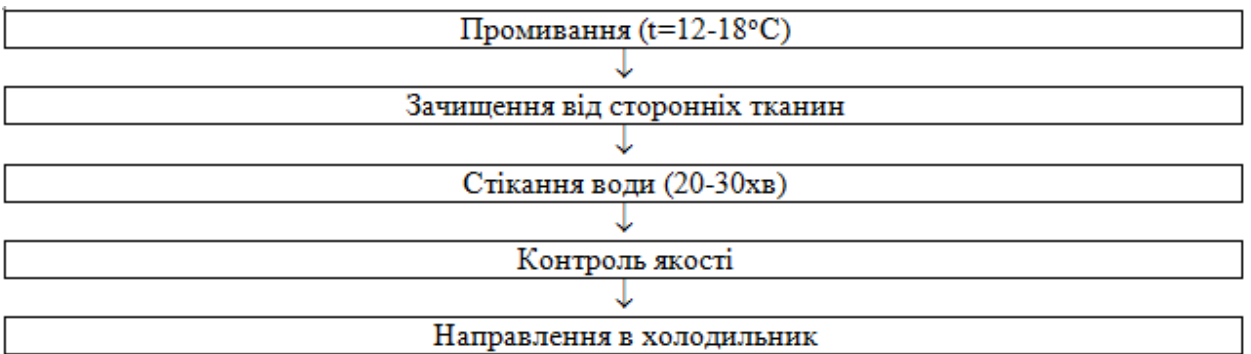 Промивання (t=12-18°C)
Зачищення від сторонніх тканин
Стікання води (20-30хв)
Контроль якості
Направлення в холодильник